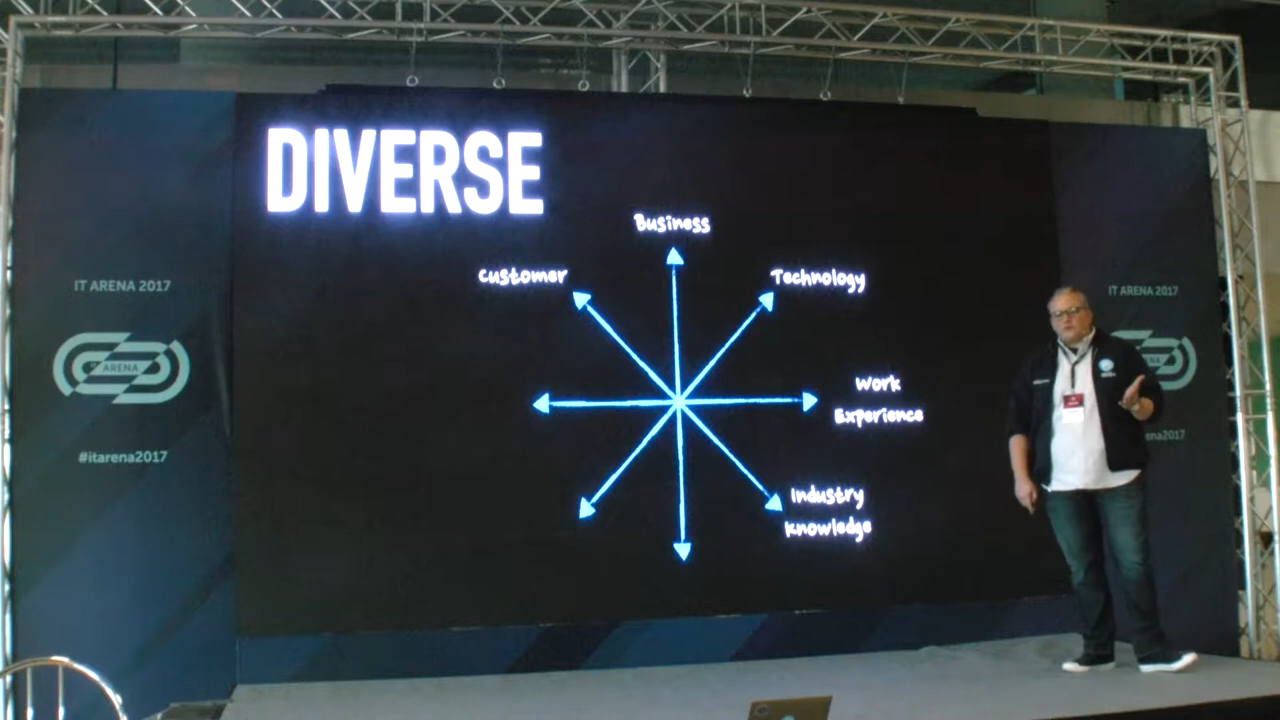 DIVERSE
Business
Customer
Technology
Work
Experience
Industry
Knowledge
IT ARENA 2017
ARENA
#itarena2017
IT ARENA 2017